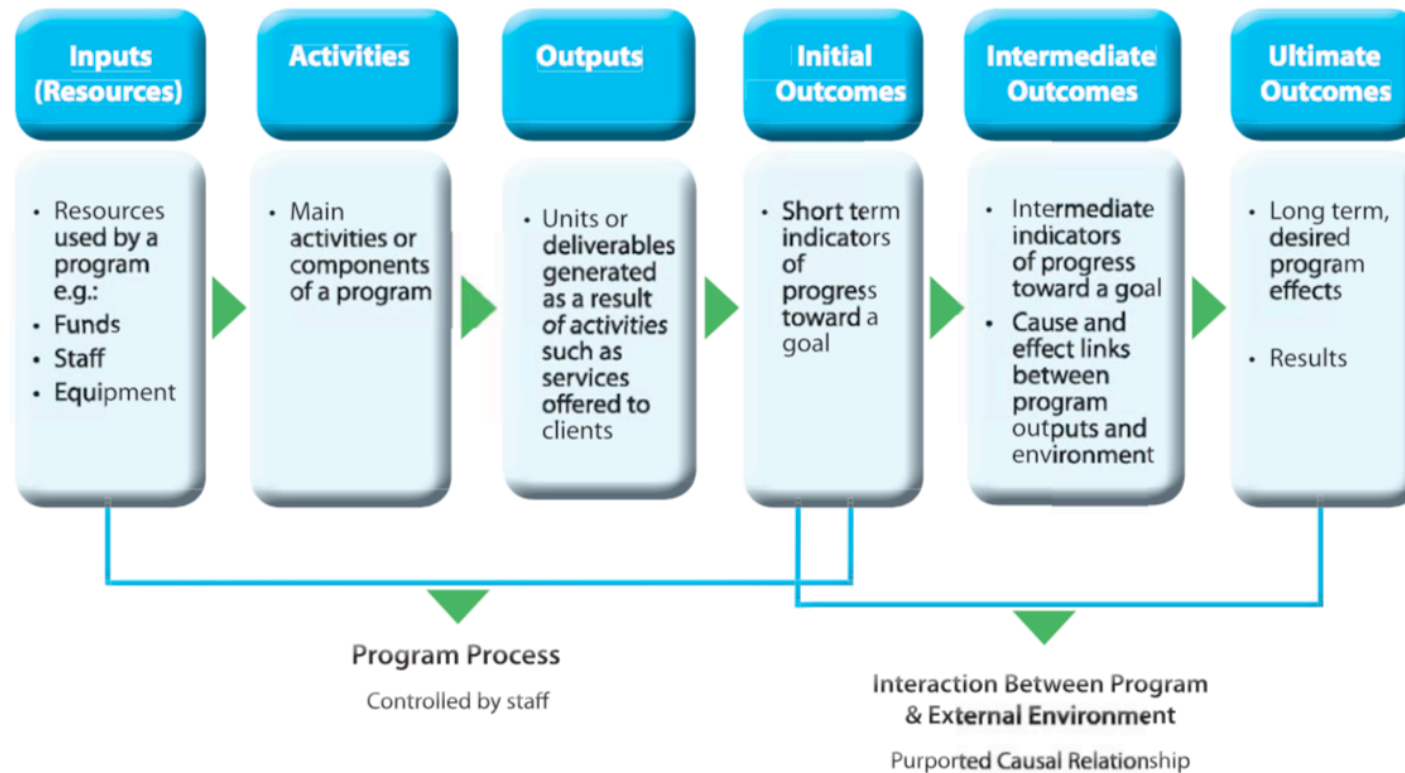 Inputs
(Resources)
Activities
Outputs
Initial
Outcomes
Intermediate
Outcomes
Ultimate
Outcomes
• Resources
used by a
program
e.g.:
• Funds
• Staff
• Equipment
• Main
activities or
components
of a program
• Units or
deliverables
generated
as a result
of activities
such as
services
offered to
clients
• Short term
indicators
of
progress
toward a
goal
• Intermediate
indicators
of progress
toward a goal
• Cause and
effect links
between
program
outputs and
environment
• Long term,
desired
program
effects
• Results
Program Process
Controlled by staff
Interaction Between Program
& External Environment
Purported Causal Relationship